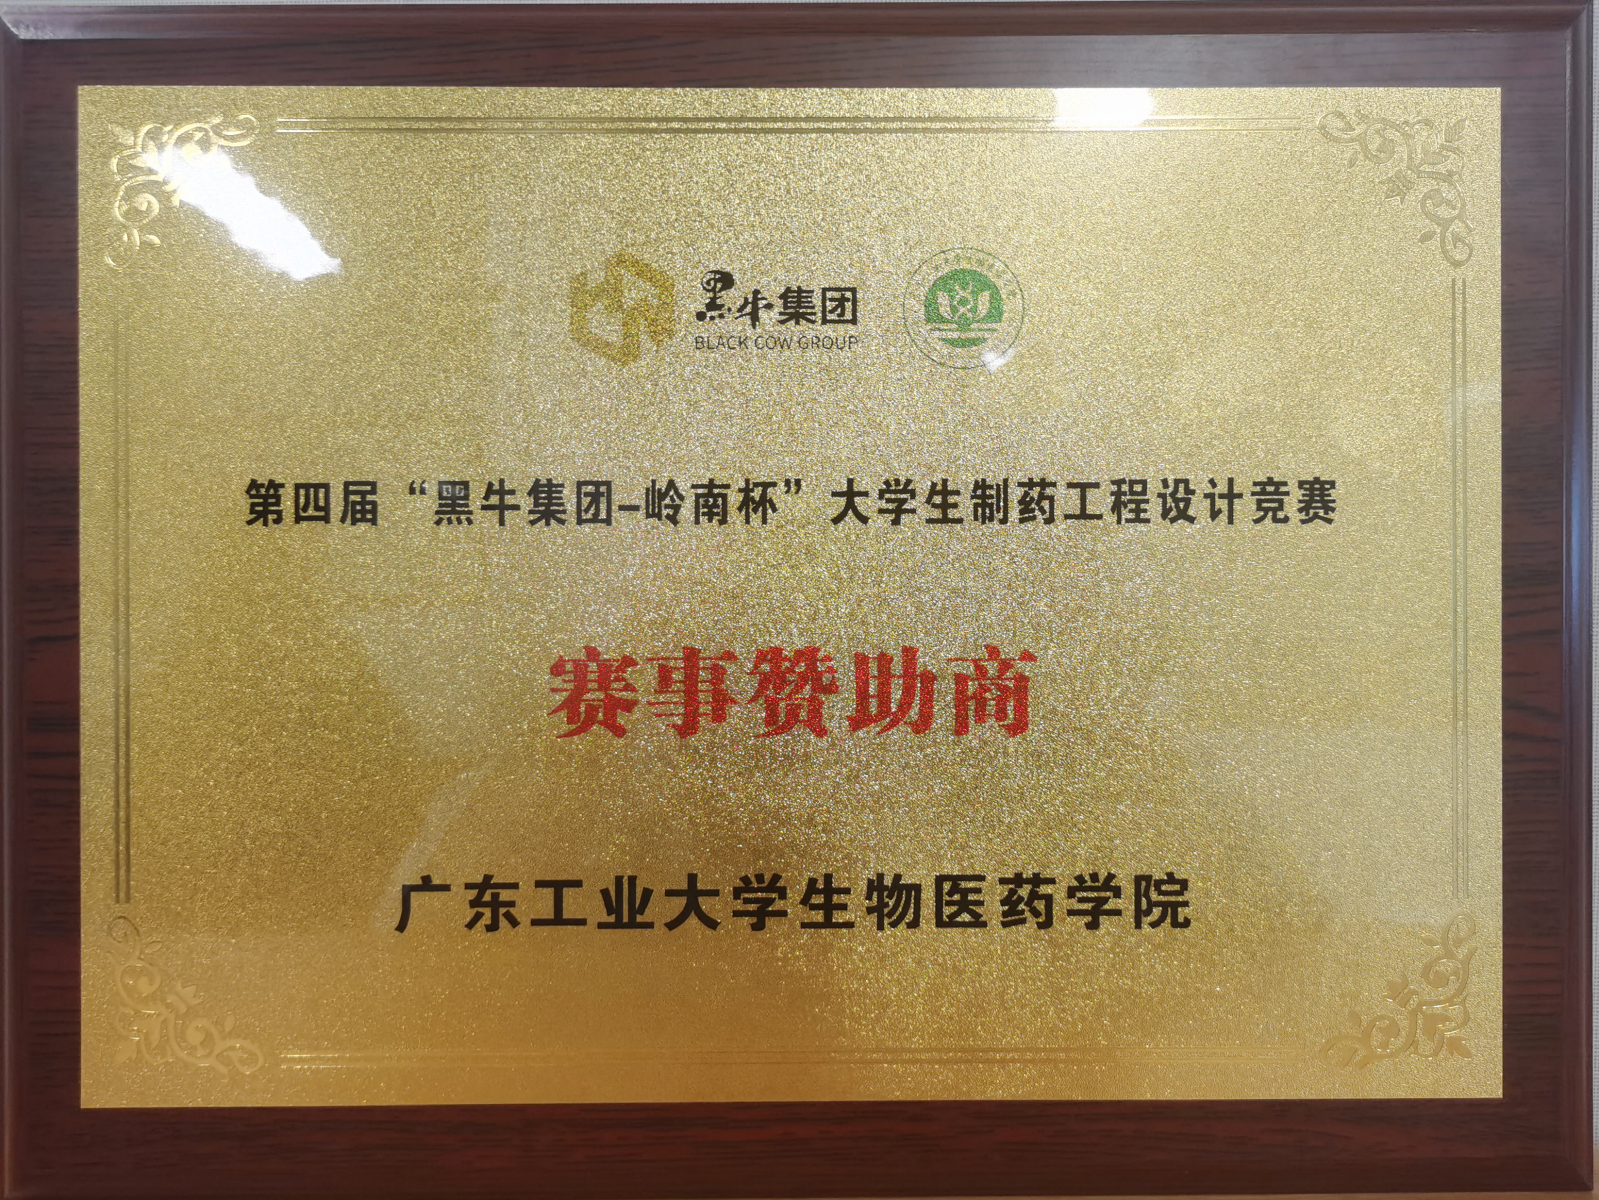 黑牛集团
BLACK COW GROUP
第四届“黑牛集团-岭南杯”大学生制药工程设计竞赛
赛事赞助商
广东工业大学生物医药学院